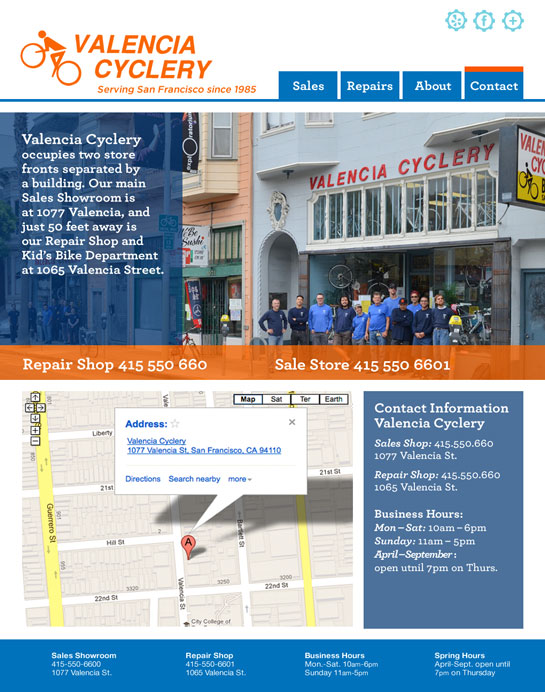 VALENCIA
CYCLERY
Serving San Francisco since 1985
Sales
Repairs
About
Contact
Valencia Cyclery
occupies two store
fronts separated by
a building. Our main
Sales Showroom is
at 1077 Valencia, and
just 50 feet away is
our Repair Shop and
Kid's Bike Department
at 1065 Valencia Street.
VALENCIA CYCLERY
Be
Sushi
Repair Shop 415 550 660
Sale Store 415 550 6601
Map
Sat
Ter
Earth
Address:
Valencia Cyclery
1077 Valencia St, San Francisco, CA 94110
Directions
Search nearby
more
Liberty
21st St
21st St
Guerrero St
Hill St
Bartlett St
Valencia St
A
22nd St
22nd St
3320
3250
3200
City College of
Contact Information
Valencia Cyclery
Sales Shop: 415.550.660
1077 Valencia St.
Repair Shop: 415.550.660
1065 Valencia St.
Business Hours:
Mon – Sat: 10am – 6pm
Sunday: 11am – 5pm
April–September :
open utnil 7pm on Thurs.
Sales Showroom
415-550-6600
1077 Valencia St.
Repair Shop
415-550-6601
1065 Valencia St.
Business Hours
Mon.-Sat. 10am-6pm
Sunday 11am-5pm
Spring Hours
April-Sept. open until
7pm on Thursday